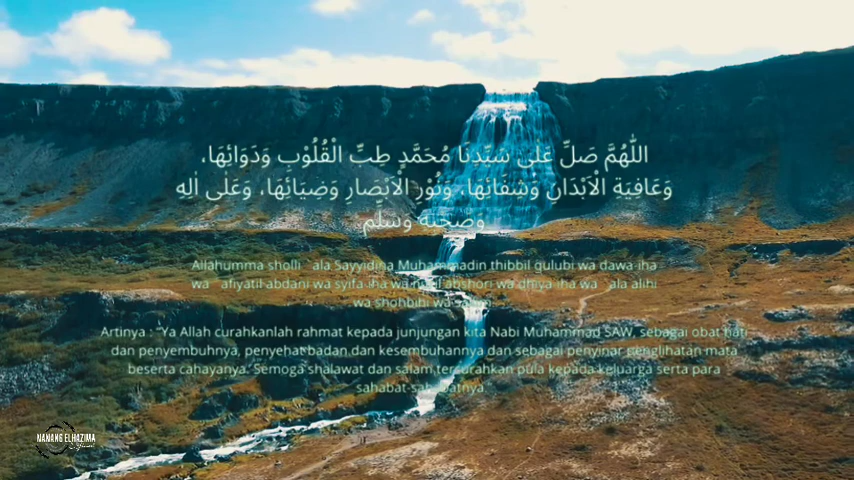 اللّٰهُمَّ صَلِّ عَلٰى سَيِّدِنَا مُحَمَّدٍ طِبِّ الْقُلُوْبِ وَدَوَائِهَا،
وَعَافِيَةِ الْاَبْدَانِ وَشِفَائِهَا، وَنُوْرِ الْاَبْصَارِ وَضِيَائِهَا، وَعَلٰى اٰلِهِ
وَصَحْبِهِ وَسَلِّمْ
Allahumma sholli ala Sayyidina Muhammadin thibbil gulubi wa dawa iha
wa afiyatil abdani wa syifa iha wa nuril abshori wa dhiya iha wa ala alihi
wa shohbihi wa sallim
Artinya : "Ya Allah curahkanlah rahmat kepada junjungan kita Nabi Muhammad SAW, sebagai obat hati
dan penyembuhnya, penyehat badan dan kesembuhannya dan sebagai penyinar penglihatan mata
beserta cahayanya. Semoga shalawat dan salam tercurahkan pula kepada keluarga serta para
sahabat-sahabatnya
NANANG ELHAZIMA